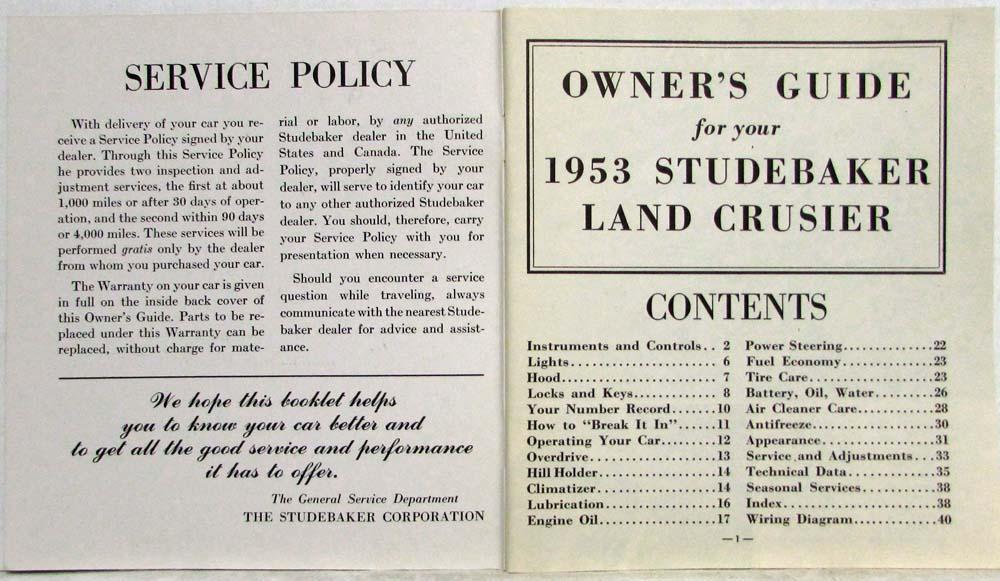 SERVICE POLICY
With delivery of your car you re-
ceive a Service Policy signed by your
dealer. Through this Service Policy
he provides two inspection and ad-
justment services, the first at about
1,000 miles or after 30 days of oper-
ation, and the second within 90 days
or 4,000 miles. These services will be
performed gratis only by the dealer
from whom you purchased your car.
The Warranty on your car is given
in full on the inside back cover of
this Owner's Guide. Parts to be re-
placed under this Warranty can be
replaced, without charge for mate-
rial or labor, by any authorized
Studebaker dealer in the United
States and Canada. The Service
Policy, properly signed by your
dealer, will serve to identify your car
to any other authorized Studebaker
dealer. You should, therefore, carry
your Service Policy with you for
presentation when necessary.
Should you encounter a service
question while traveling, always
communicate with the nearest Stude-
baker dealer for advice and assist-
ance.
We hope this booklet helps
you to know your car better and
to get all the good service and performance
it has to offer.
The General Service Department
THE STUDEBAKER CORPORATION
OWNER'S GUIDE
for your
1953 STUDEBAKER
LAND CRUSIER
CONTENTS
Instruments and Controls.. 2
Lights.................... 6
Hood...................... 7
Locks and Keys............ 8
Your Number Record....... 10
How to "Break It In"...... 11
Operating Your Car........ 12
Overdrive................. 13
Hill Holder............... 14
Climatizer................ 14
Lubrication............... 16
Engine Oil................ 17
Power Steering............. 22
Fuel Economy.............. 23
Tire Care.................. 23
Battery, Oil, Water......... 26
Air Cleaner Care........... 28
Antifreeze................. 30
Appearance................ 31
Service and Adjustments... 33
Technical Data............. 35
Seasonal Services........... 38
Index...................... 38
Wiring Diagram............ 40
—1—